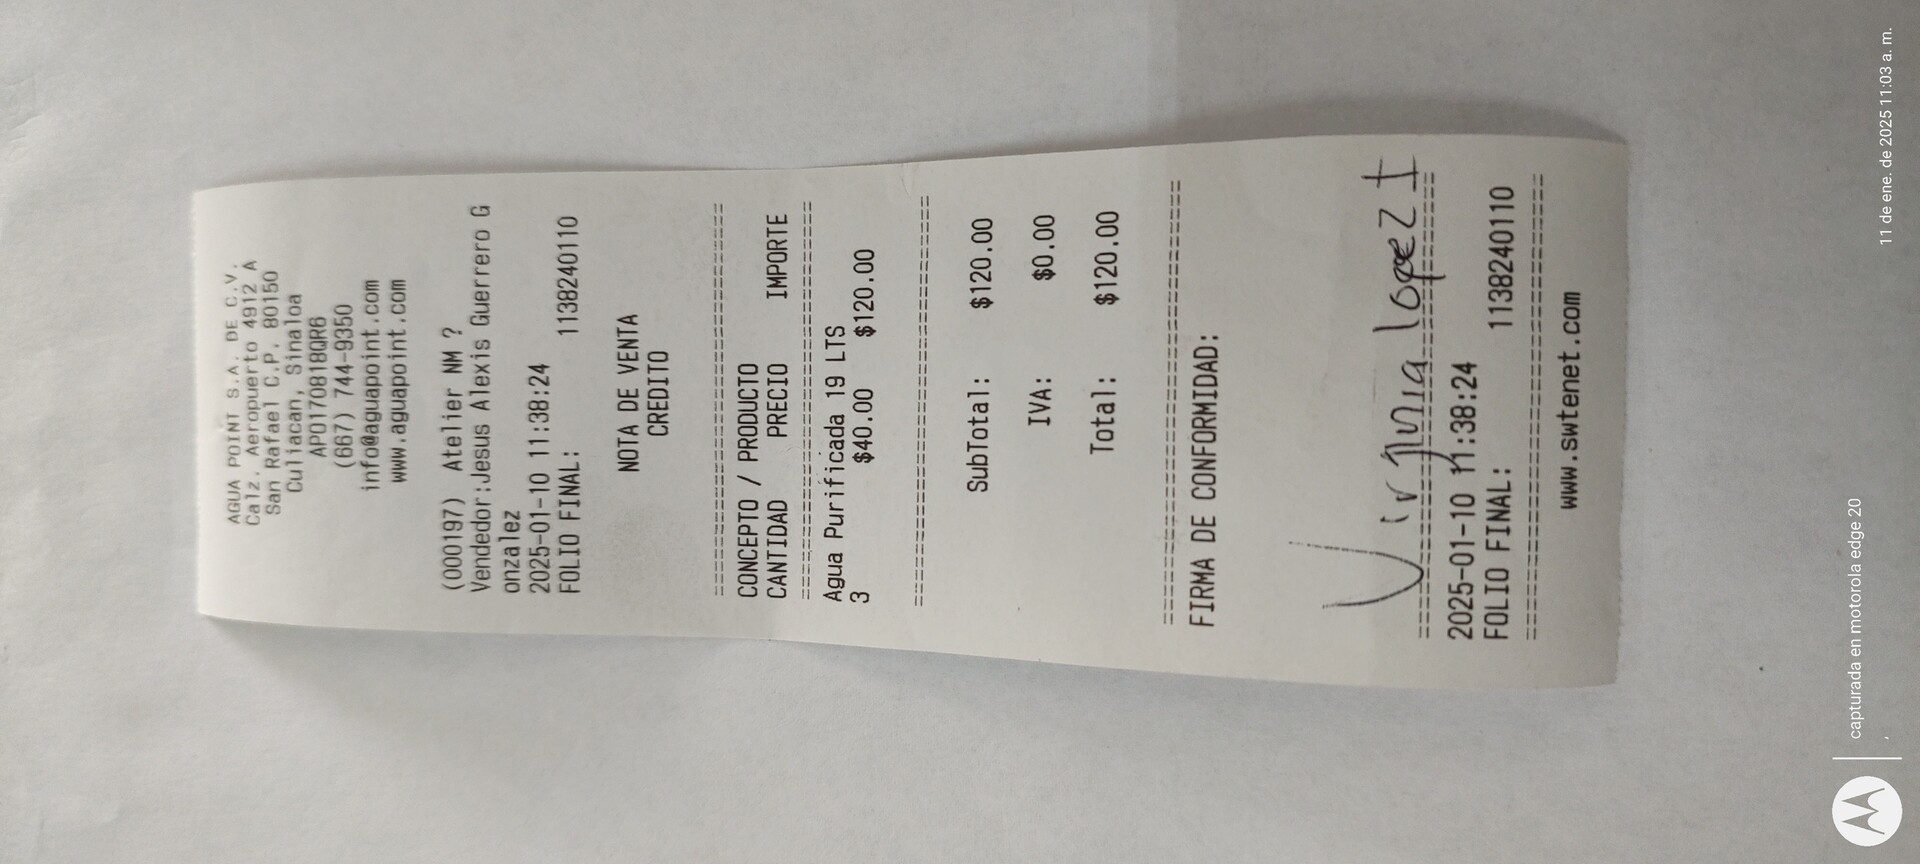 AGUA POINT S.A. DE C.V.
Calz. Aeropuerto 4912 A
San Rafael C.P. 80150
Culiacan, Sinaloa
APO170818QR6
(667) 744-9350
info@aguapoint.com
www.aguapoint.com
(000197) Atelier NM ?
Vendedor:Jesus Alexis Guerrero G
onzalez
2025-01-10 11:38:24
FOLIO FINAL: 1138240110
NOTA DE VENTA
CREDITO
CONCEPTO / PRODUCTO
CANTIDAD PRECIO IMPORTE
Agua Purificada 19 LTS
3 $40.00 $120.00
SubTotal: $120.00
IVA: $0.00
Total: $120.00
FIRMA DE CONFORMIDAD:
Virginia lopez I
2025-01-10 11:38:24
FOLIO FINAL: 1138240110
www.swtenet.com
capturada en motorola edge 20
11 de ene. de 2025 11:03 a. m.